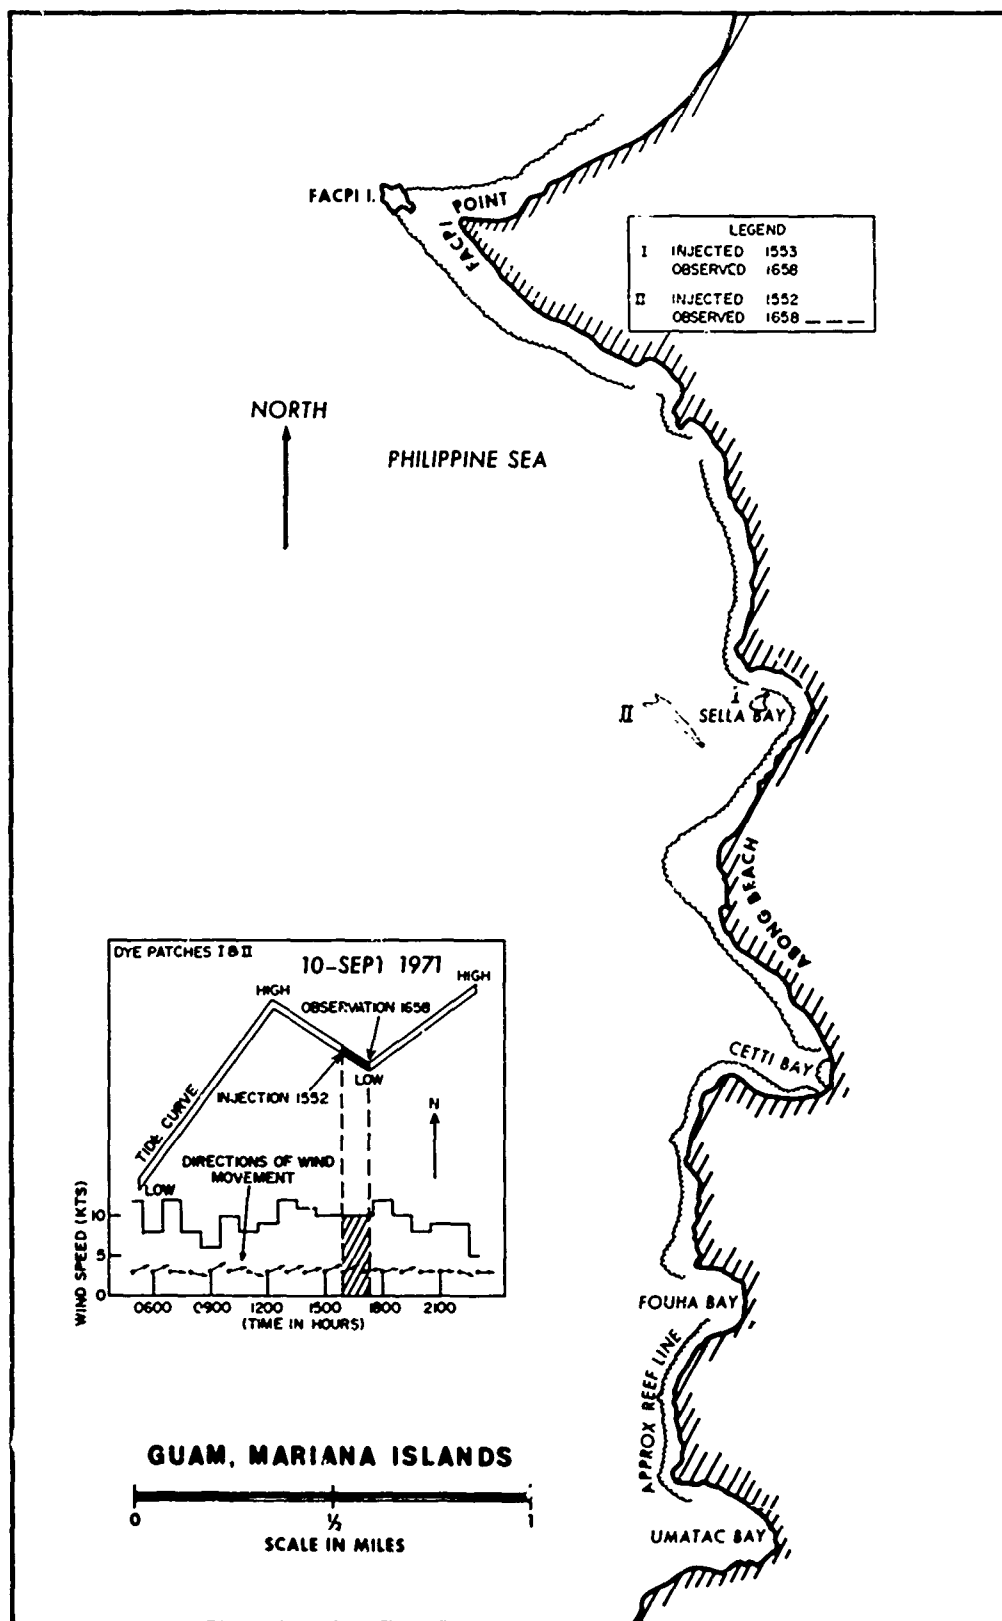 FACPI I.
FACPI POINT
LEGEND
I INJECTED 1553
OBSERVED 1658
II INJECTED 1552
OBSERVED 1658 _ _ _
NORTH
PHILIPPINE SEA
I
II
SELLA BAY
ABONG BEACH
CETTI BAY
FOUHA BAY
APPROX REEF LINE
UMATAC BAY
DYE PATCHES I & II
10-SEPT 1971
HIGH
HIGH
OBSERVATION 1658
INJECTION 1552
LOW
N
TIDE CURVE
LOW
DIRECTIONS OF WIND
MOVEMENT
WIND SPEED (KTS)
10
5
0
0600 0900 1200 1500 1800 2100
(TIME IN HOURS)
GUAM, MARIANA ISLANDS
0 ½ 1
SCALE IN MILES